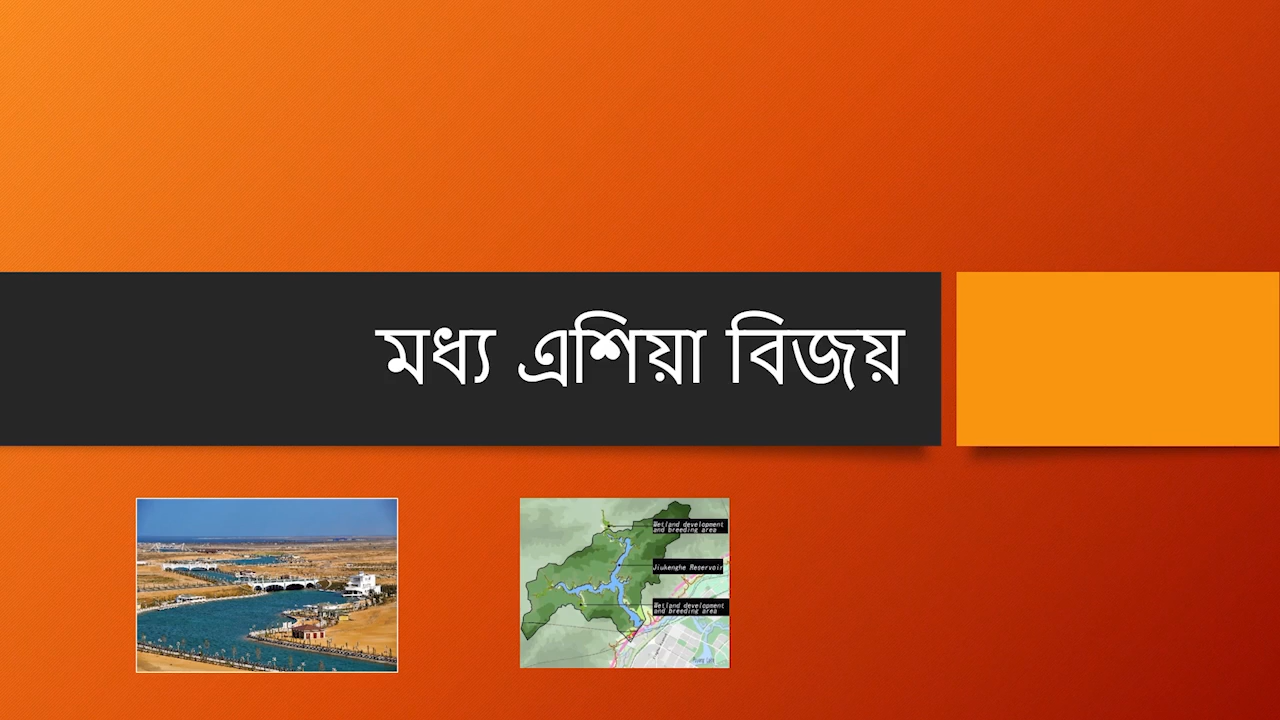 মধ্য এশিয়া বিজয়
Wetland development
and breeding area
Jiukenghe Reservoir
Wetland development
and breeding area